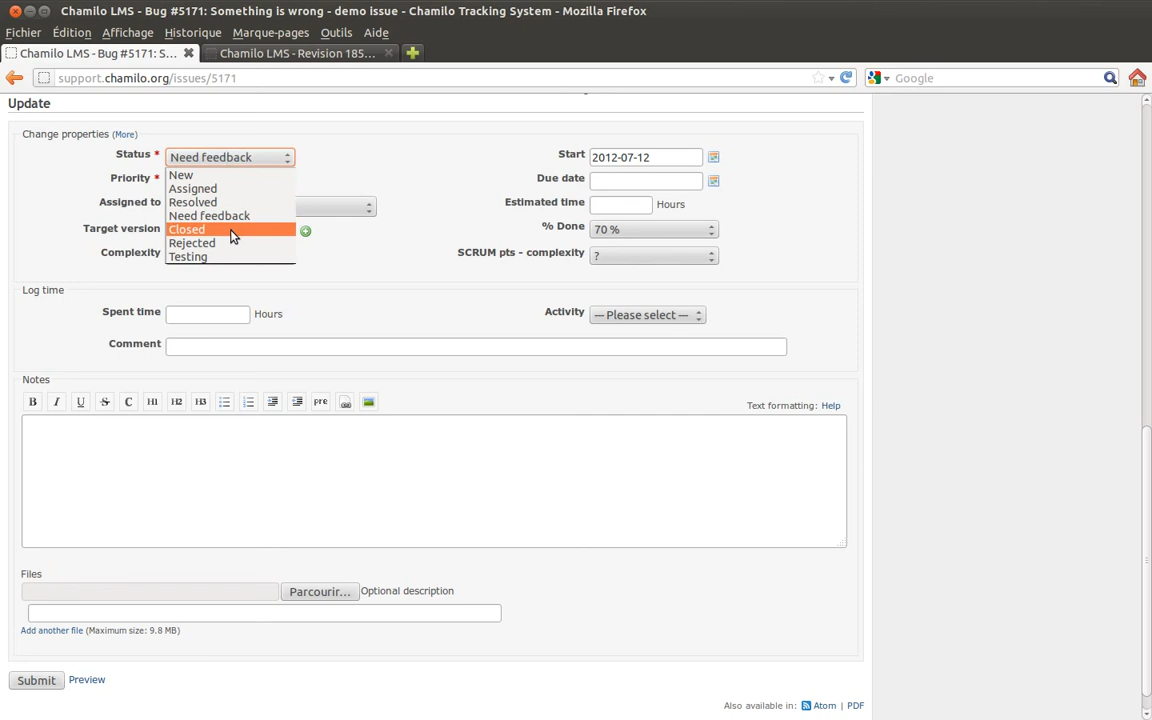 Chamilo LMS - Bug #5171: Something is wrong - demo issue - Chamilo Tracking System - Mozilla Firefox
Fichier Édition Affichage Historique Marque-pages Outils Aide
Chamilo LMS - Bug #5171: S... Chamilo LMS - Revision 185...
support.chamilo.org/issues/5171 Google
Update
Change properties (More)
Status * Need feedback Start 2012-07-12
New
Priority * Due date
Assigned
Resolved
Assigned to Estimated time Hours
Need feedback
Target version Closed % Done 70 %
Rejected
Complexity SCRUM pts - complexity ?
Testing
Log time
Spent time Hours Activity --- Please select ---
Comment
Notes
B I U S C H1 H2 H3 pre Text formatting: Help
Files
Parcourir... Optional description
Add another file (Maximum size: 9.8 MB)
Submit Preview
Also available in: Atom | PDF